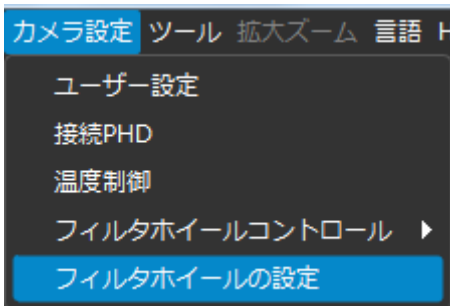 カメラ設定 ツール 拡大ズーム 言語 H
ユーザー設定
接続PHD
温度制御
フィルタホイールコントロール
フィルタホイールの設定